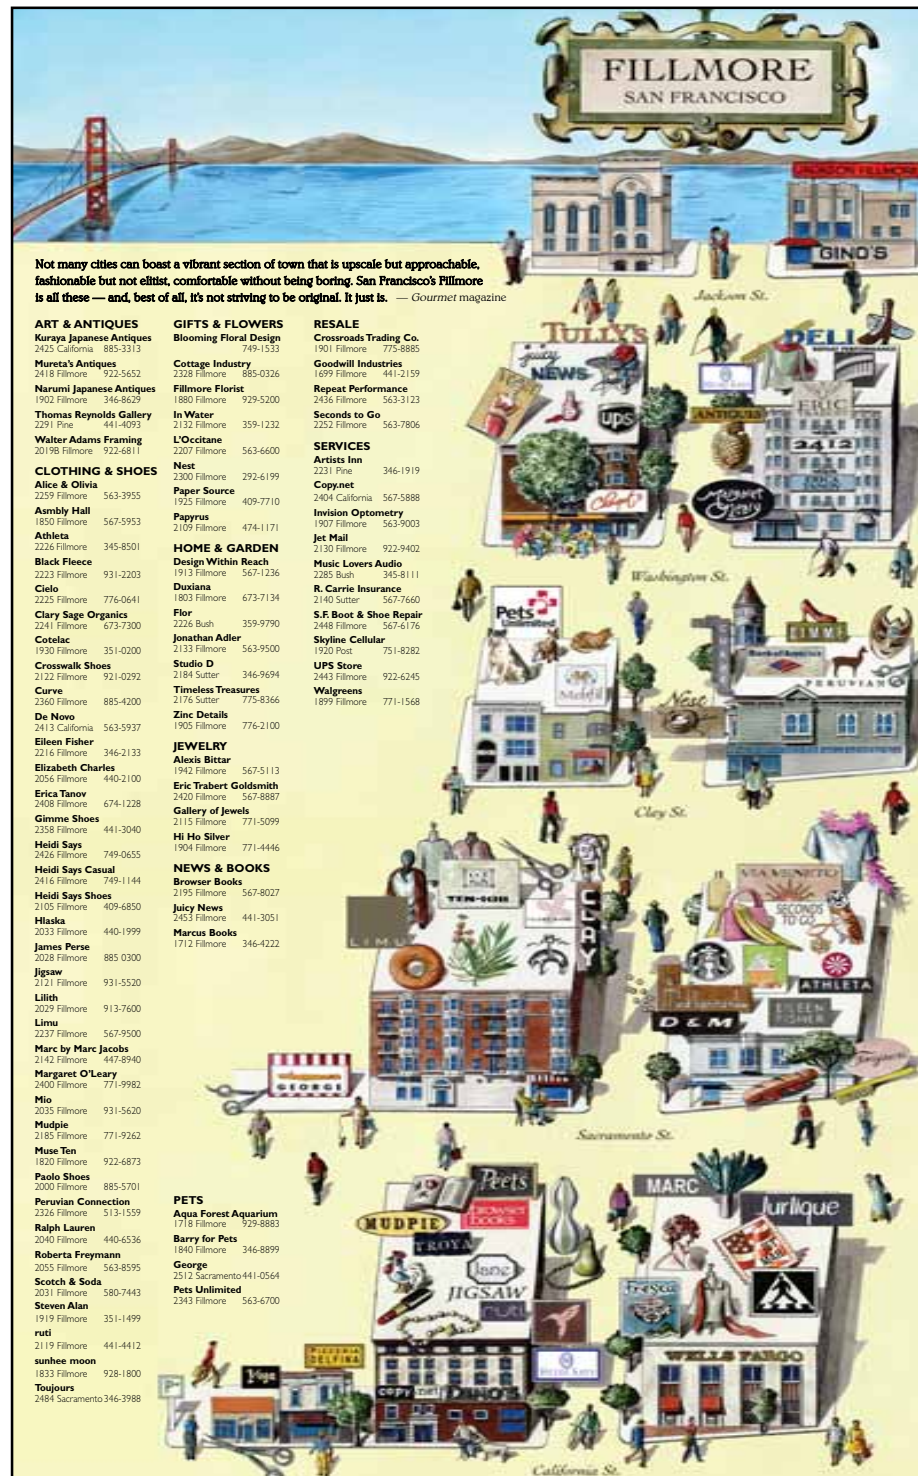 FILLMORE
SAN FRANCISCO
JACKSON FILLMORE
GINO'S
Jackson St.
Not many cities can boast a vibrant section of town that is upscale but approachable,
fashionable but not elitist, comfortable without being boring. San Francisco's Fillmore
is all these — and, best of all, it's not striving to be original. It just is. — Gourmet magazine
ART & ANTIQUES
Kuraya Japanese Antiques
2425 California 885-3313
Mureta's Antiques
2418 Fillmore 922-5652
Narumi Japanese Antiques
1902 Fillmore 346-8629
Thomas Reynolds Gallery
2291 Pine 441-4093
Walter Adams Framing
2019B Fillmore 922-6811
CLOTHING & SHOES
Alice & Olivia
2259 Fillmore 563-3955
Asmbly Hall
1850 Fillmore 567-5953
Athleta
2226 Fillmore 345-8501
Black Fleece
2223 Fillmore 931-2203
Cielo
2225 Fillmore 776-0641
Clary Sage Organics
2241 Fillmore 673-7300
Cotelac
1930 Fillmore 351-0200
Crosswalk Shoes
2122 Fillmore 921-0292
Curve
2360 Fillmore 885-4200
De Novo
2413 California 563-5937
Eileen Fisher
2216 Fillmore 346-2133
Elizabeth Charles
2056 Fillmore 440-2100
Erica Tanov
2408 Fillmore 674-1228
Gimme Shoes
2358 Fillmore 441-3040
Heidi Says
2426 Fillmore 749-0655
Heidi Says Casual
2416 Fillmore 749-1144
Heidi Says Shoes
2105 Fillmore 409-6850
Hlaska
2033 Fillmore 440-1999
James Perse
2028 Fillmore 885 0300
Jigsaw
2121 Fillmore 931-5520
Lilith
2029 Fillmore 913-7600
Limu
2237 Fillmore 567-9500
Marc by Marc Jacobs
2142 Fillmore 447-8940
Margaret O'Leary
2400 Fillmore 771-9982
Mio
2035 Fillmore 931-5620
Mudpie
2185 Fillmore 771-9262
Muse Ten
1820 Fillmore 922-6873
Paolo Shoes
2000 Fillmore 885-5701
Peruvian Connection
2326 Fillmore 513-1559
Ralph Lauren
2040 Fillmore 440-6536
Roberta Freymann
2055 Fillmore 563-8595
Scotch & Soda
2031 Fillmore 580-7443
Steven Alan
1919 Fillmore 351-1499
ruti
2119 Fillmore 441-4412
sunhee moon
1833 Fillmore 928-1800
Toujours
2484 Sacramento 346-3988
GIFTS & FLOWERS
Blooming Floral Design
749-1533
Cottage Industry
2328 Fillmore 885-0326
Fillmore Florist
1880 Fillmore 929-5200
In Water
2132 Fillmore 359-1232
L'Occitane
2207 Fillmore 563-6600
Nest
2300 Fillmore 292-6199
Paper Source
1925 Fillmore 409-7710
Papyrus
2109 Fillmore 474-1171
HOME & GARDEN
Design Within Reach
1913 Fillmore 567-1236
Duxiana
1803 Fillmore 673-7134
Flor
2226 Bush 359-9790
Jonathan Adler
2133 Fillmore 563-9500
Studio D
2184 Sutter 346-9694
Timeless Treasures
2176 Sutter 775-8366
Zinc Details
1905 Fillmore 776-2100
JEWELRY
Alexis Bittar
1942 Fillmore 567-5113
Eric Trabert Goldsmith
2420 Fillmore 567-8887
Gallery of Jewels
2115 Fillmore 771-5099
Hi Ho Silver
1904 Fillmore 771-4446
NEWS & BOOKS
Browser Books
2195 Fillmore 567-8027
Juicy News
2453 Fillmore 441-3051
Marcus Books
1712 Fillmore 346-4222
PETS
Aqua Forest Aquarium
1718 Fillmore 929-8883
Barry for Pets
1840 Fillmore 346-8899
George
2512 Sacramento 441-0564
Pets Unlimited
2343 Fillmore 563-6700
RESALE
Crossroads Trading Co.
1901 Fillmore 775-8885
Goodwill Industries
1699 Fillmore 441-2159
Repeat Performance
2436 Fillmore 563-3123
Seconds to Go
2252 Fillmore 563-7806
SERVICES
Artists Inn
2231 Pine 346-1919
Copy.net
2404 California 567-5888
Invision Optometry
1907 Fillmore 563-9003
Jet Mail
2130 Fillmore 922-9402
Music Lovers Audio
2285 Bush 345-8111
R. Carrie Insurance
2140 Sutter 567-7660
S.F. Boot & Shoe Repair
2448 Fillmore 567-6176
Skyline Cellular
1920 Post 751-8282
UPS Store
2443 Fillmore 922-6245
Walgreens
1899 Fillmore 771-1568
TULLY'S
DELI
juicy
NEWS
ups
ANTIQUES
ERIC
2412
Margaret
O'Leary
Washington St.
Pets
Unlimited
GIMME
Bank of America
PERUVIAN
Nest
Clay St.
LIMU
TEN-ICHI
CLAY
VIA VENETO
SECONDS
TO GO
ATHLETA
D & M
EILEEN
FISHER
GEORGE
Toujours
Sacramento St.
Peet's
MUDPIE
browser
books
TROYA
Jane
JIGSAW
ruti
MARC
Jurlique
Jet
Mail
Fresca
PIZZERIA
DELFINA
Yoga
copy.net
DINO'S
WELLS FARGO
California St.